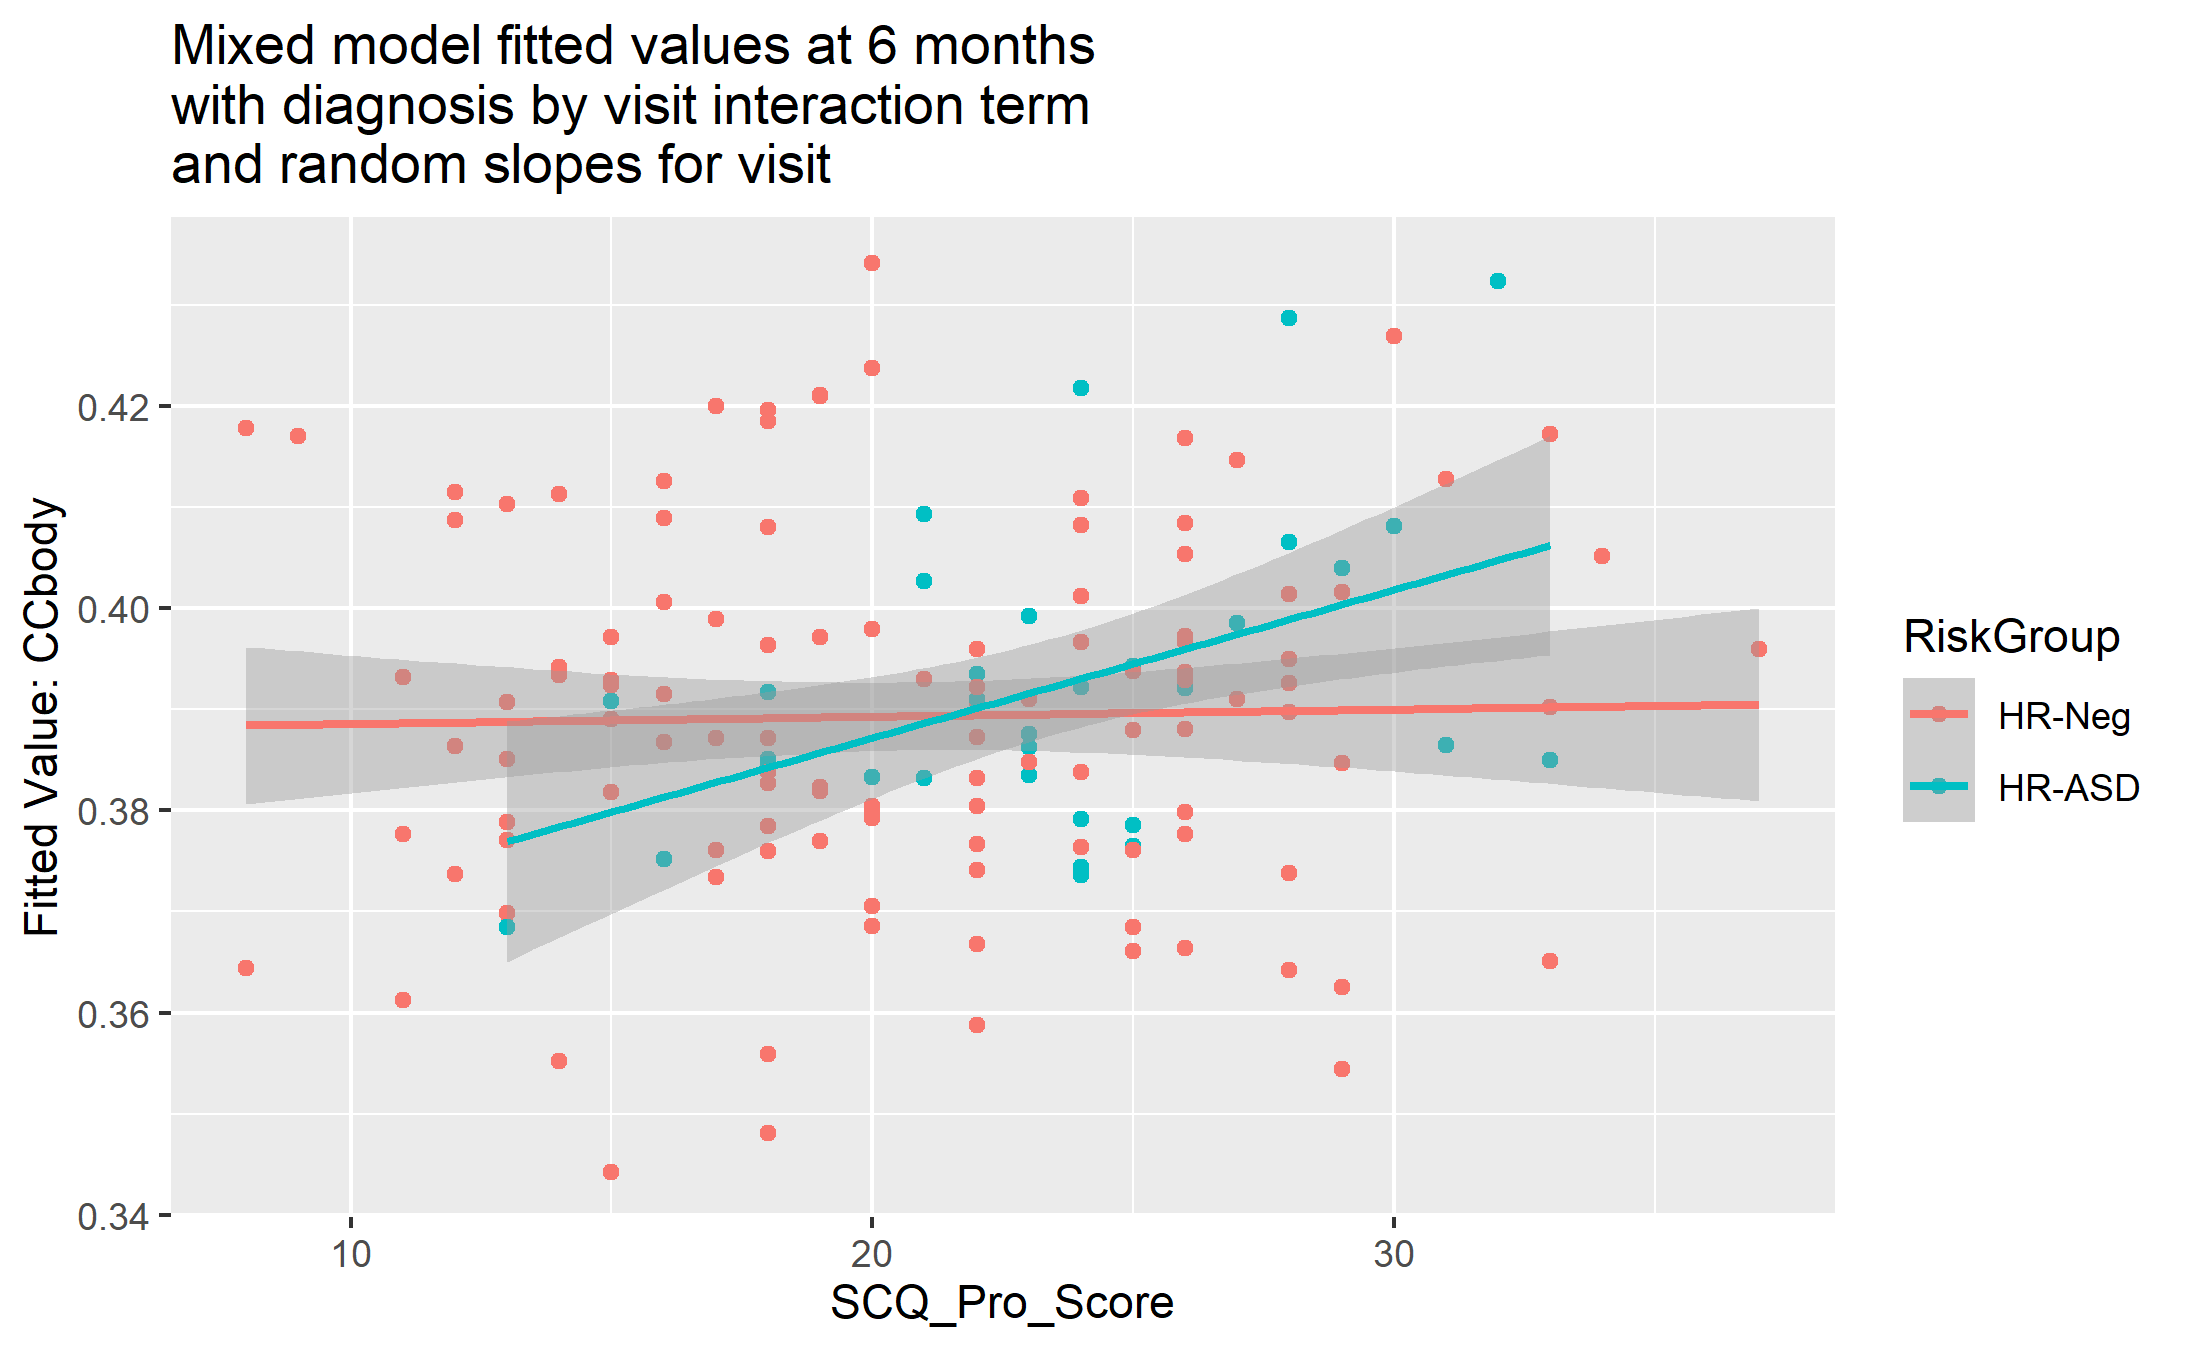 Mixed model fitted values at 6 months
with diagnosis by visit interaction term
and random slopes for visit
Fitted Value: CCbody
0.42
0.40
0.38
0.36
0.34
10
20
30
SCQ_Pro_Score
RiskGroup
HR-Neg
HR-ASD